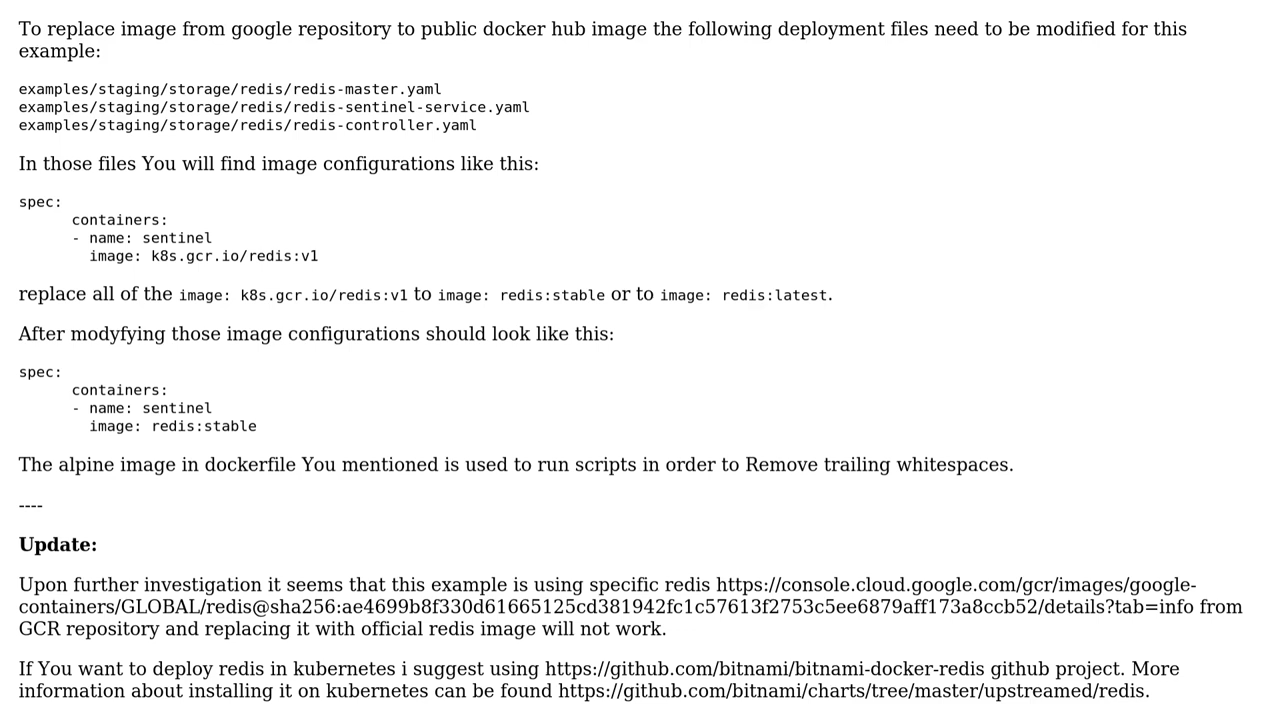 To replace image from google repository to public docker hub image the following deployment files need to be modified for this
example:
examples/staging/storage/redis/redis-master.yaml
examples/staging/storage/redis/redis-sentinel-service.yaml
examples/staging/storage/redis/redis-controller.yaml
In those files You will find image configurations like this:
spec:
      containers:
      - name: sentinel
        image: k8s.gcr.io/redis:v1
replace all of the image: k8s.gcr.io/redis:v1 to image: redis:stable or to image: redis:latest.
After modyfying those image configurations should look like this:
spec:
      containers:
      - name: sentinel
        image: redis:stable
The alpine image in dockerfile You mentioned is used to run scripts in order to Remove trailing whitespaces.
----
Update:
Upon further investigation it seems that this example is using specific redis https://console.cloud.google.com/gcr/images/google-
containers/GLOBAL/redis@sha256:ae4699b8f330d61665125cd381942fc1c57613f2753c5ee6879aff173a8ccb52/details?tab=info from
GCR repository and replacing it with official redis image will not work.
If You want to deploy redis in kubernetes i suggest using https://github.com/bitnami/bitnami-docker-redis github project. More
information about installing it on kubernetes can be found https://github.com/bitnami/charts/tree/master/upstreamed/redis.